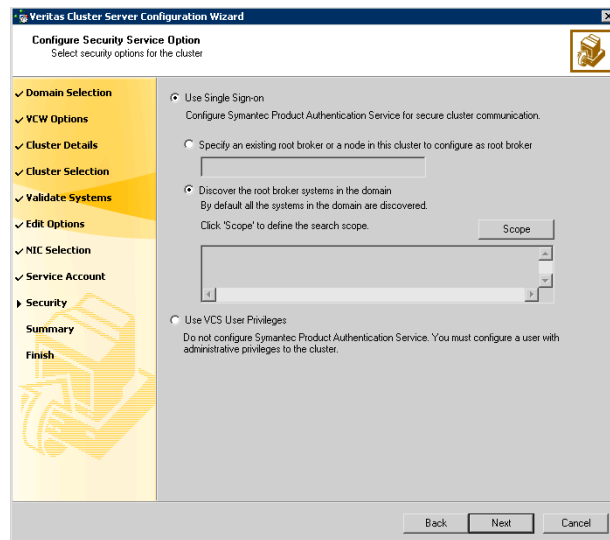 Veritas Cluster Server Configuration Wizard
Configure Security Service Option
Select security options for the cluster
Domain Selection
VCW Options
Cluster Details
Cluster Selection
Validate Systems
Edit Options
NIC Selection
Service Account
Security
Summary
Finish
Use Single Sign-on
Configure Symantec Product Authentication Service for secure cluster communication.
Specify an existing root broker or a node in this cluster to configure as root broker
Discover the root broker systems in the domain
By default all the systems in the domain are discovered.
Click 'Scope' to define the search scope.
Scope
Use VCS User Privileges
Do not configure Symantec Product Authentication Service. You must configure a user with
administrative privileges to the cluster.
Back
Next
Cancel